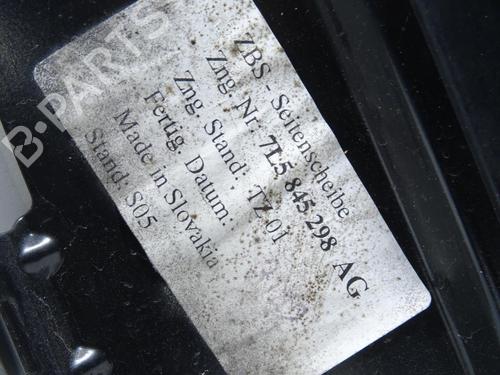 ZBS - Seitenscheibe
Zng. Nr: 7L5 845 298 AG
Zng. Stand: TZ.01
Fertig. Datum:
Made in Slovakia
Stand: S05
B-PARTS